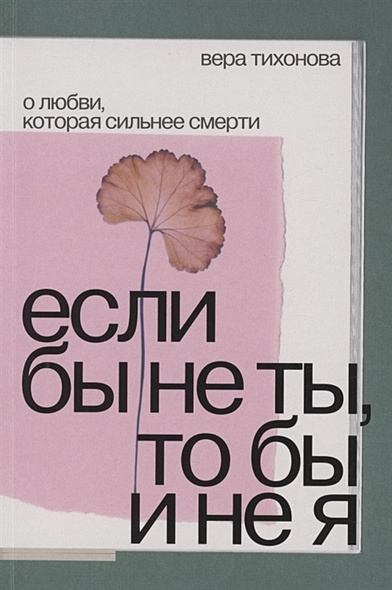 вера тихонова
о любви,
которая сильнее смерти
если
бы не ты,
то бы
и не я